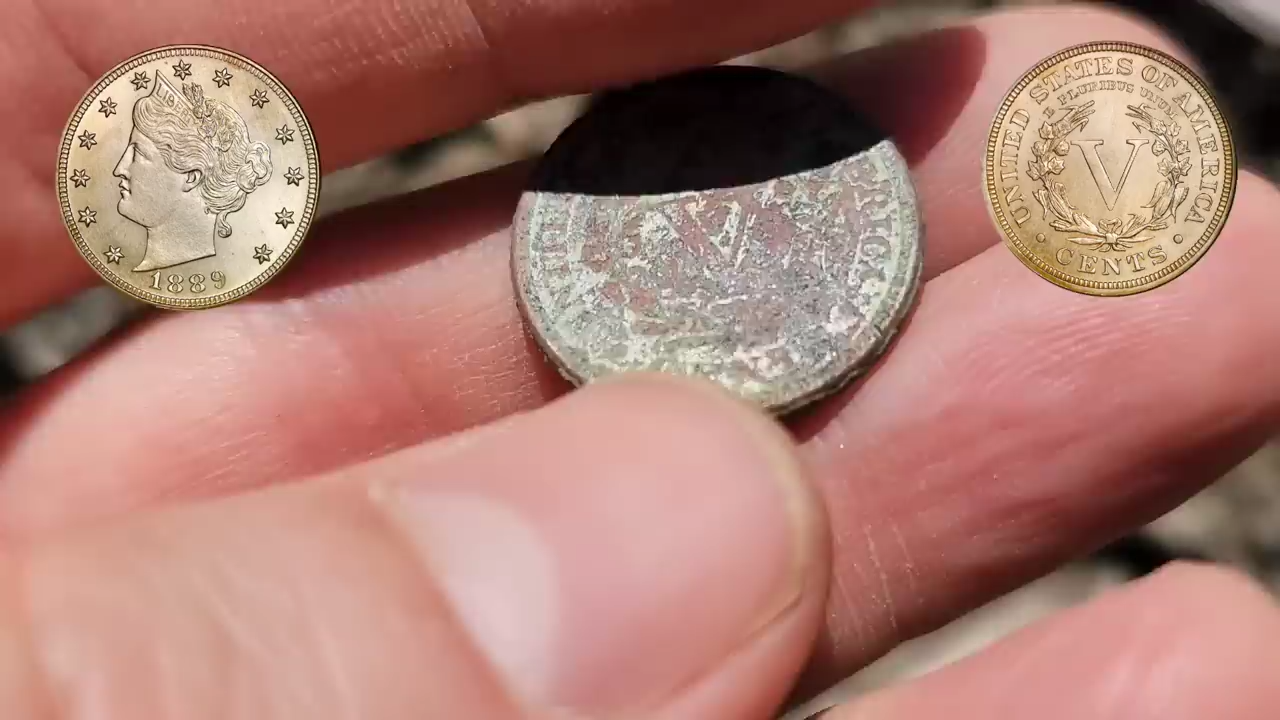 1889
UNITED STATES OF AMERICA
E PLURIBUS UNUM
V
CENTS
V